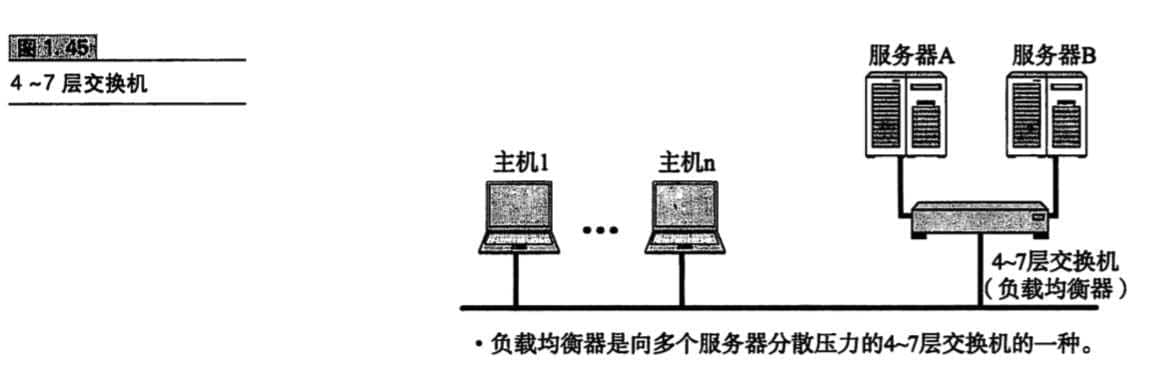 图 1.45
4 ~7 层交换机
服务器A
服务器B
主机1
主机n
4~7层交换机
（负载均衡器）
・负载均衡器是向多个服务器分散压力的4~7层交换机的一种。